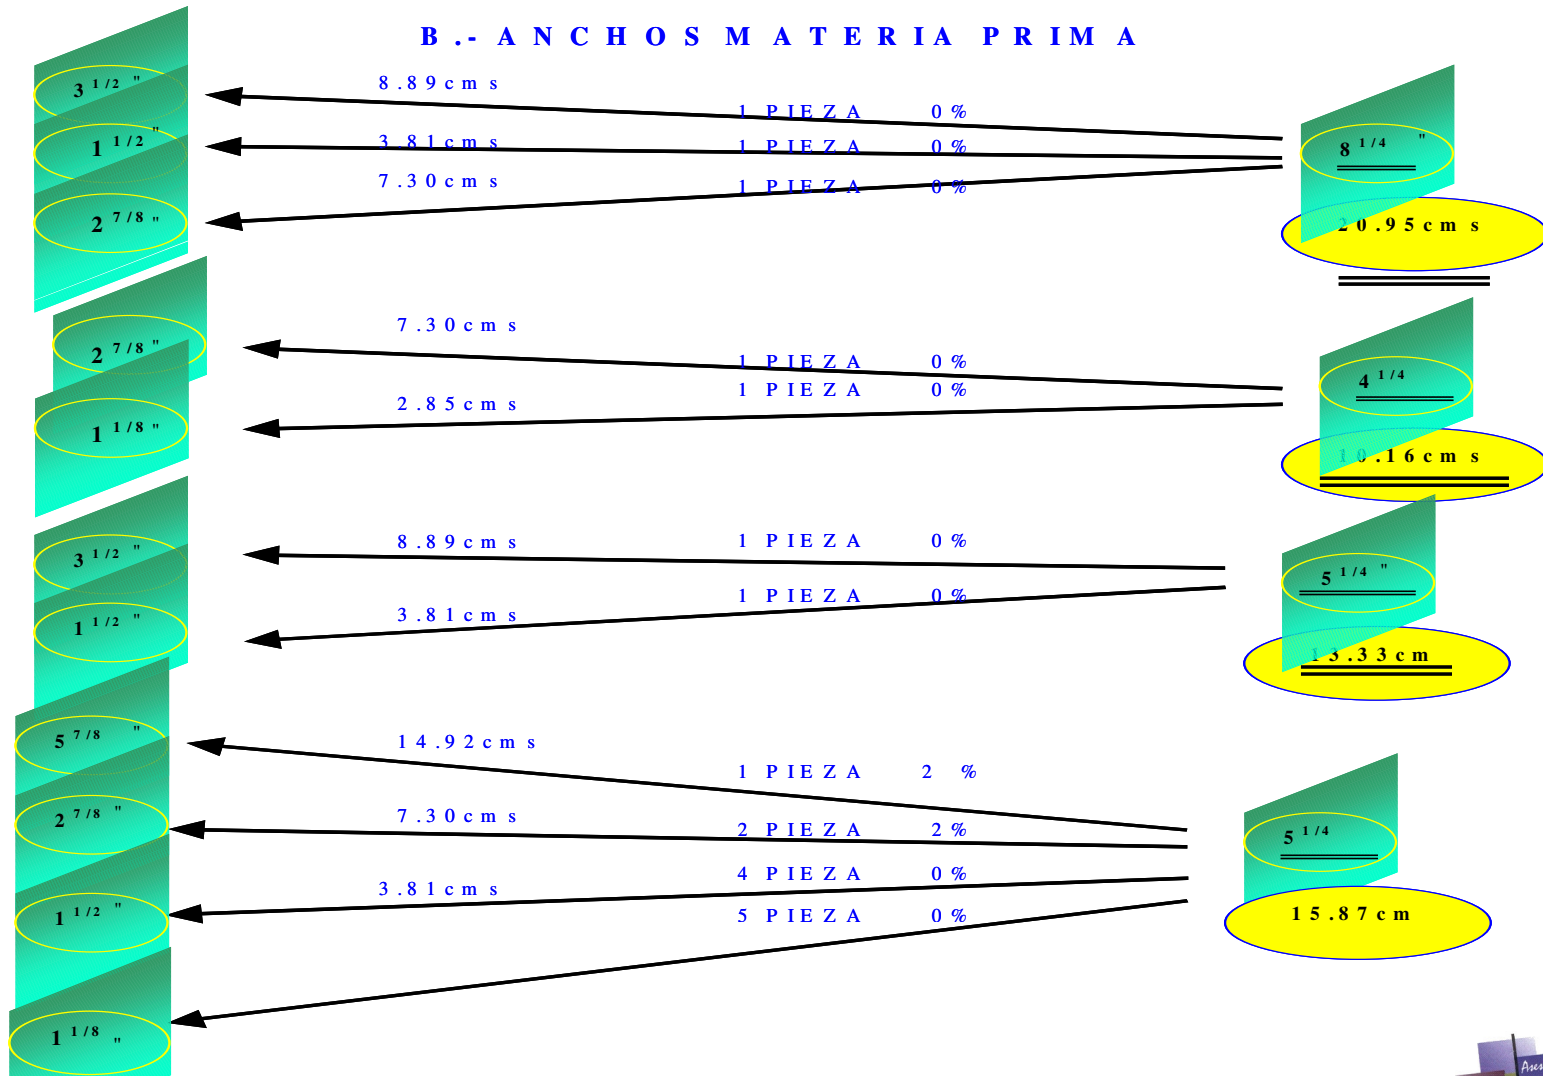 B.- ANCHOS MATERIA PRIMA
3 1/2 "
8.89cms
1 PIEZA 0%
1 1/2 "
3.81cms
1 PIEZA 0%
8 1/4 "
2 7/8 "
7.30cms
1 PIEZA 0%
20.95cms
2 7/8 "
7.30cms
1 PIEZA 0%
4 1/4
1 1/8 "
2.85cms
1 PIEZA 0%
10.16cms
3 1/2 "
8.89cms
1 PIEZA 0%
5 1/4 "
1 1/2 "
3.81cms
1 PIEZA 0%
13.33cm
5 7/8 "
14.92cms
1 PIEZA 2 %
2 7/8 "
7.30cms
2 PIEZA 2%
5 1/4
1 1/2 "
3.81cms
4 PIEZA 0%
5 PIEZA 0%
15.87cm
1 1/8 "